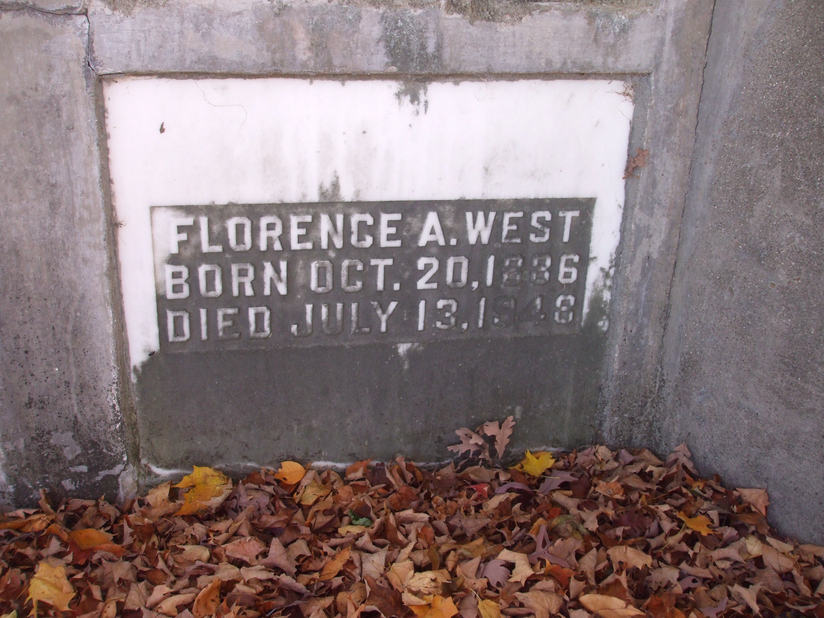 FLORENCE A. WEST
BORN OCT. 20, 1886
DIED JULY 13, 1948